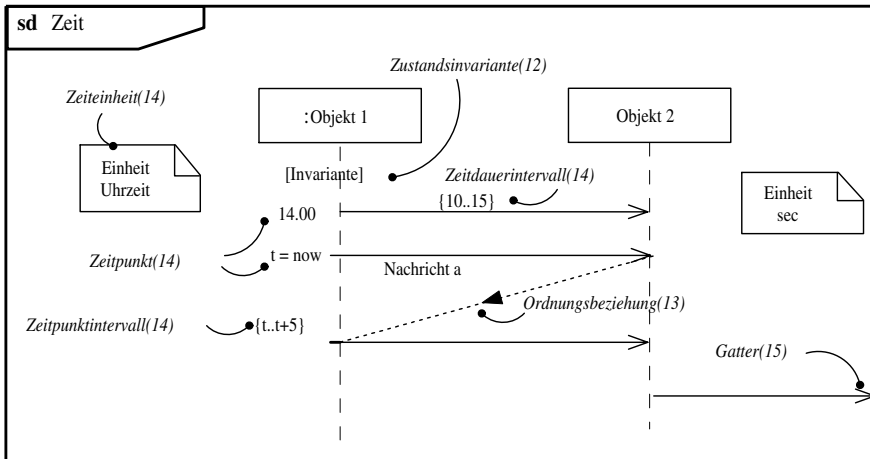 sd Zeit
Zustandsinvariante(12)
Zeiteinheit(14)
:Objekt 1
Objekt 2
Einheit
Uhrzeit
[Invariante]
Zeitdauerintervall(14)
{10..15}
Einheit
sec
14.00
Zeitpunkt(14)
t = now
Nachricht a
Ordnungsbeziehung(13)
Zeitpunktintervall(14)
{t..t+5}
Gatter(15)